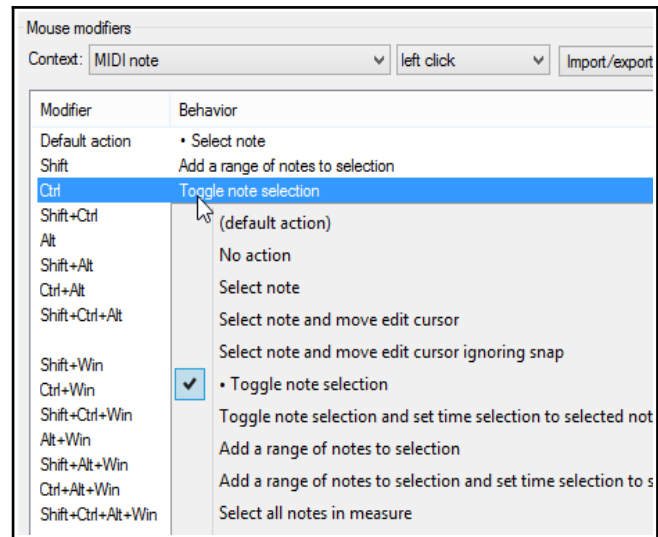 Mouse modifiers
Context: MIDI note left click Import/export
Modifier Behavior
Default action • Select note
Shift Add a range of notes to selection
Ctrl Toggle note selection
Shift+Ctrl (default action)
Alt
Shift+Alt No action
Ctrl+Alt Select note
Shift+Ctrl+Alt Select note and move edit cursor
Select note and move edit cursor ignoring snap
Shift+Win
Ctrl+Win • Toggle note selection
Shift+Ctrl+Win Toggle note selection and set time selection to selected not
Alt+Win Add a range of notes to selection
Shift+Alt+Win
Ctrl+Alt+Win Add a range of notes to selection and set time selection to s
Shift+Ctrl+Alt+Win Select all notes in measure